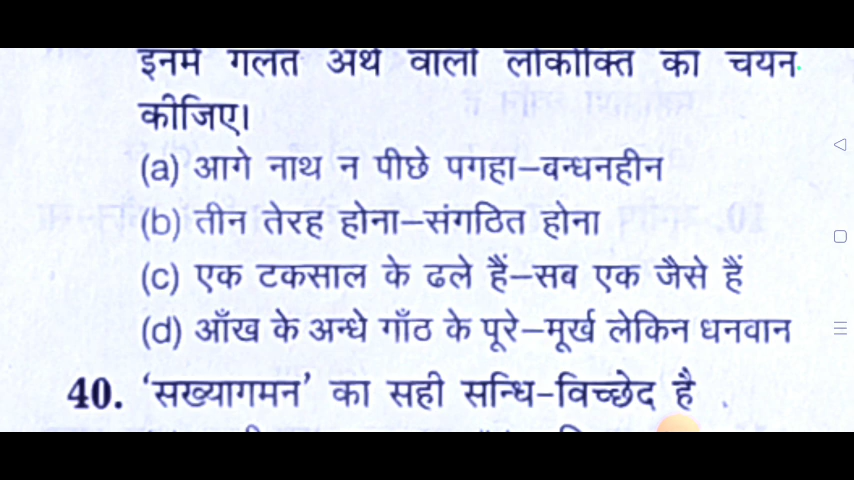 इनमें गलत अर्थ वाली लोकोक्ति का चयन
कीजिए।
(a) आगे नाथ न पीछे पगहा–बन्धनहीन
(b) तीन तेरह होना–संगठित होना
(c) एक टकसाल के ढले हैं–सब एक जैसे हैं
(d) आँख के अन्धे गाँठ के पूरे–मूर्ख लेकिन धनवान
40. ‘सख्यागमन’ का सही सन्धि-विच्छेद है